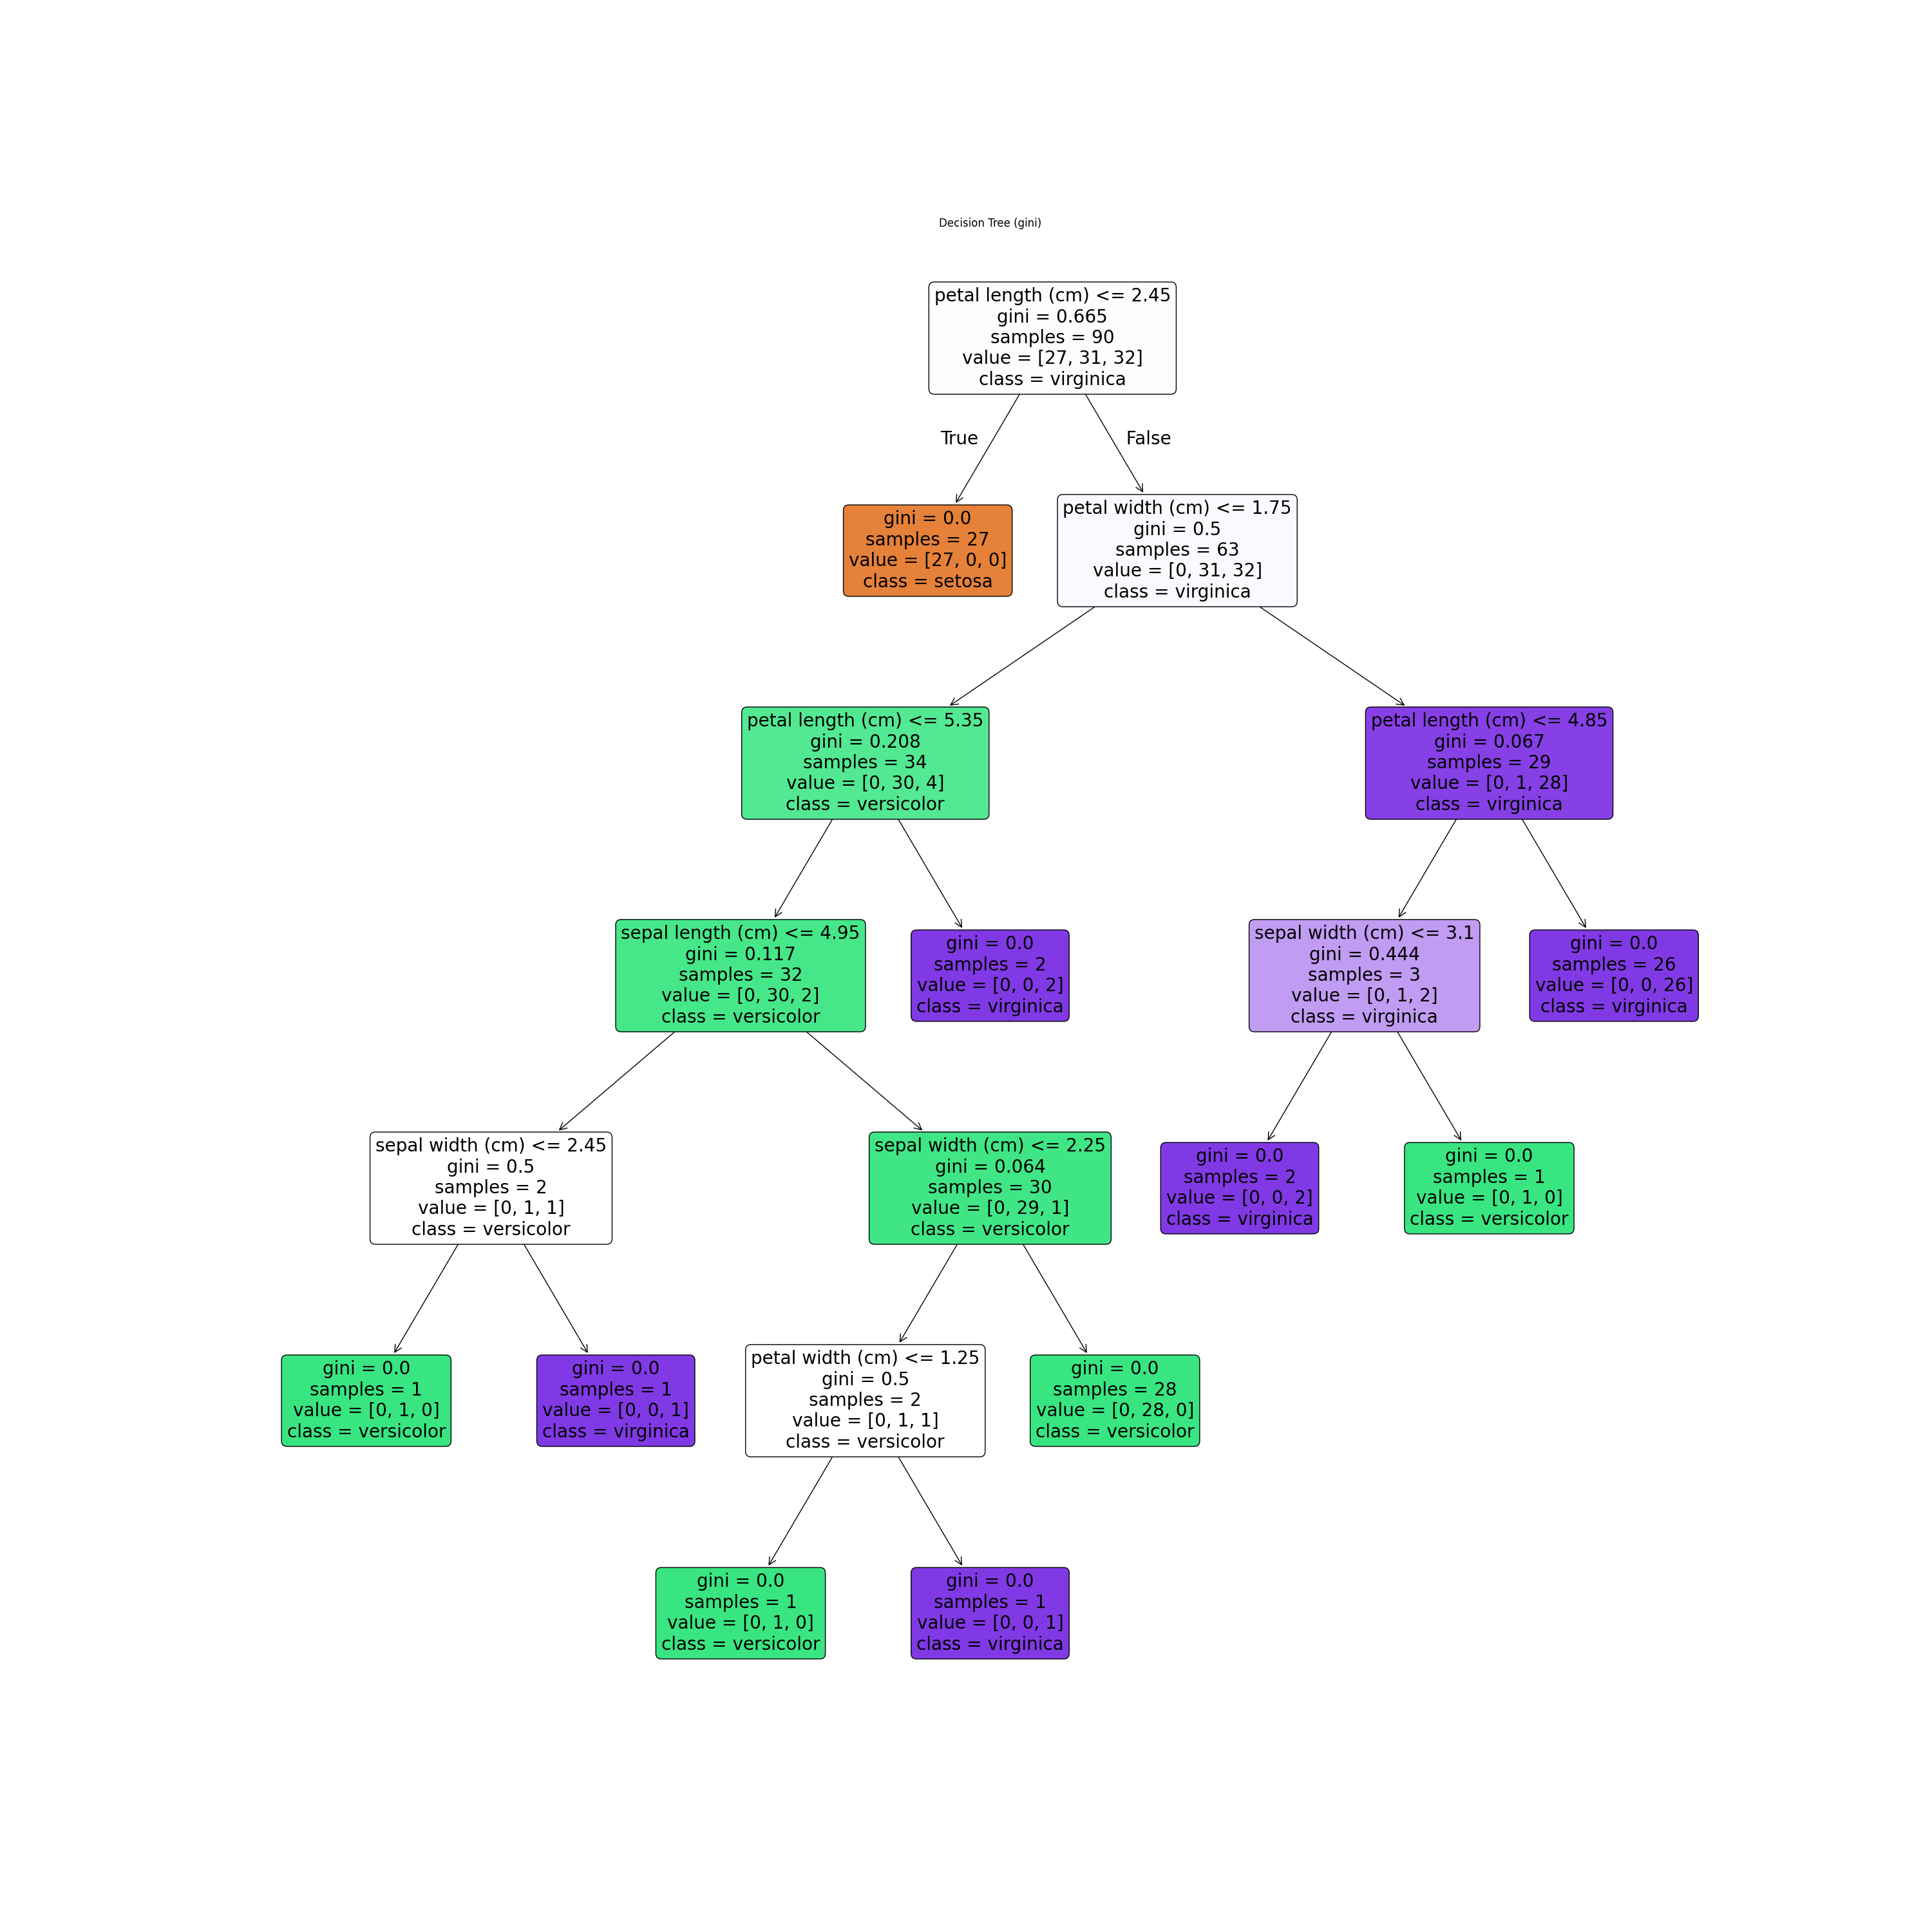 Decision Tree (gini)
petal length (cm) <= 2.45
gini = 0.665
samples = 90
value = [27, 31, 32]
class = virginica
True
False
gini = 0.0
samples = 27
value = [27, 0, 0]
class = setosa
petal width (cm) <= 1.75
gini = 0.5
samples = 63
value = [0, 31, 32]
class = virginica
petal length (cm) <= 5.35
gini = 0.208
samples = 34
value = [0, 30, 4]
class = versicolor
petal length (cm) <= 4.85
gini = 0.067
samples = 29
value = [0, 1, 28]
class = virginica
sepal length (cm) <= 4.95
gini = 0.117
samples = 32
value = [0, 30, 2]
class = versicolor
gini = 0.0
samples = 2
value = [0, 0, 2]
class = virginica
sepal width (cm) <= 3.1
gini = 0.444
samples = 3
value = [0, 1, 2]
class = virginica
gini = 0.0
samples = 26
value = [0, 0, 26]
class = virginica
sepal width (cm) <= 2.45
gini = 0.5
samples = 2
value = [0, 1, 1]
class = versicolor
sepal width (cm) <= 2.25
gini = 0.064
samples = 30
value = [0, 29, 1]
class = versicolor
gini = 0.0
samples = 2
value = [0, 0, 2]
class = virginica
gini = 0.0
samples = 1
value = [0, 1, 0]
class = versicolor
gini = 0.0
samples = 1
value = [0, 1, 0]
class = versicolor
gini = 0.0
samples = 1
value = [0, 0, 1]
class = virginica
petal width (cm) <= 1.25
gini = 0.5
samples = 2
value = [0, 1, 1]
class = versicolor
gini = 0.0
samples = 28
value = [0, 28, 0]
class = versicolor
gini = 0.0
samples = 1
value = [0, 1, 0]
class = versicolor
gini = 0.0
samples = 1
value = [0, 0, 1]
class = virginica